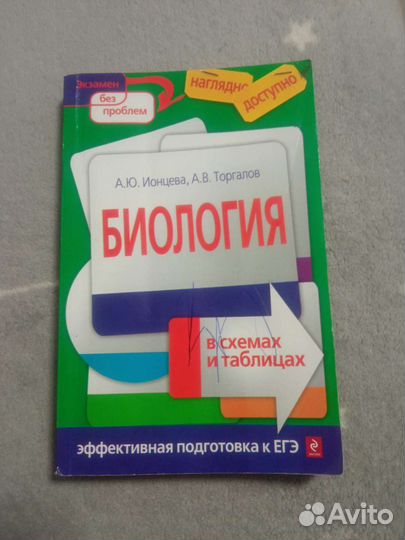 Экзамен
без
проблем
наглядно
доступно
А.Ю. Ионцева, А.В. Торгалов
БИОЛОГИЯ
в схемах
и таблицах
эффективная подготовка к ЕГЭ
Avito